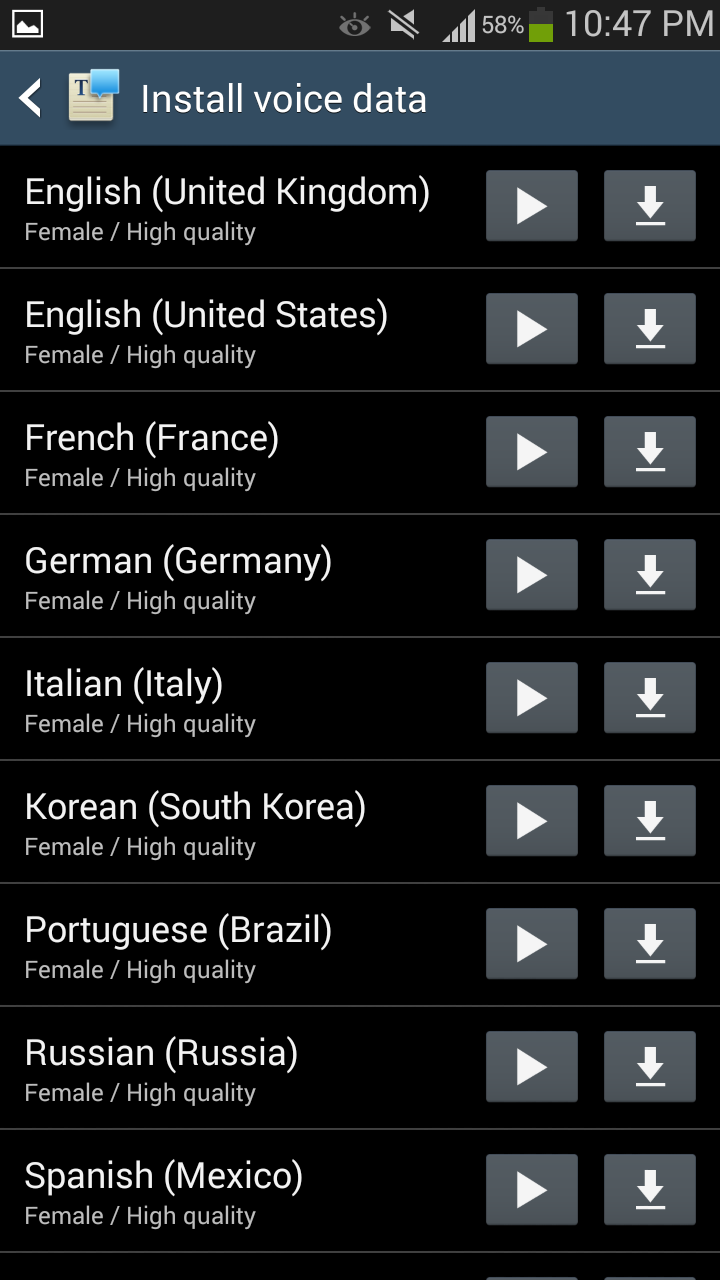 58% 10:47 PM
T Install voice data
English (United Kingdom)
Female / High quality
English (United States)
Female / High quality
French (France)
Female / High quality
German (Germany)
Female / High quality
Italian (Italy)
Female / High quality
Korean (South Korea)
Female / High quality
Portuguese (Brazil)
Female / High quality
Russian (Russia)
Female / High quality
Spanish (Mexico)
Female / High quality